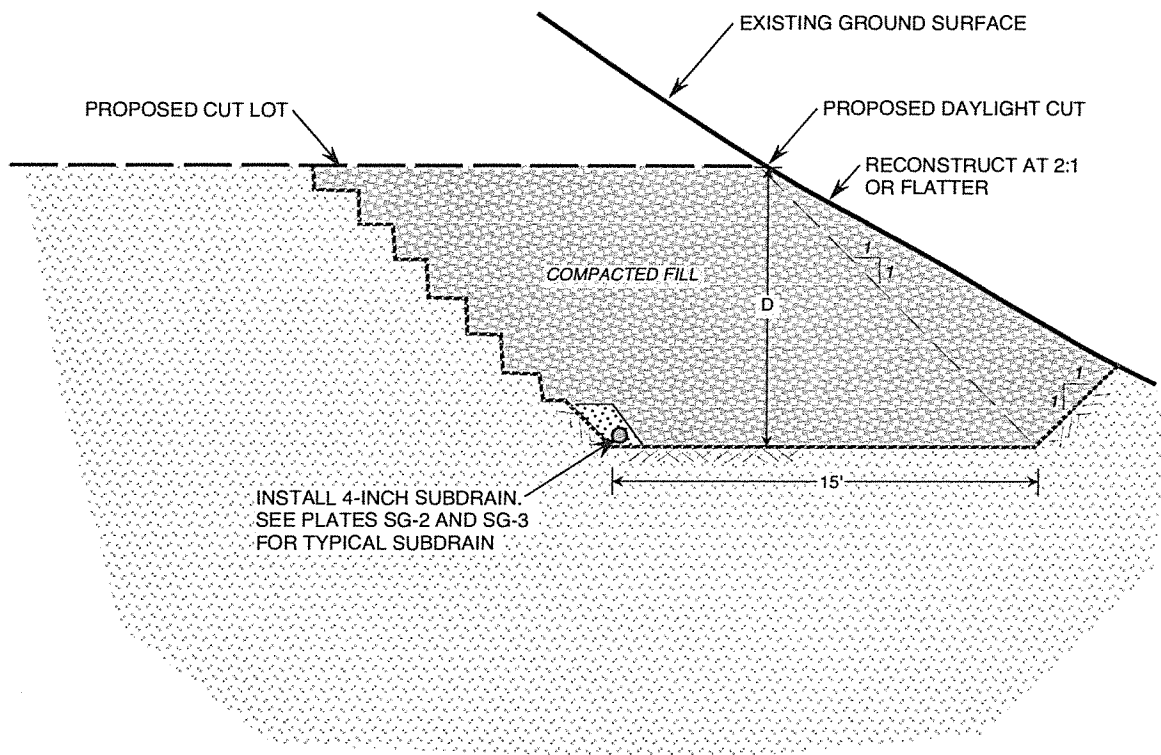 EXISTING GROUND SURFACE
PROPOSED CUT LOT
PROPOSED DAYLIGHT CUT
RECONSTRUCT AT 2:1
OR FLATTER
1
1
COMPACTED FILL
D
1
1
15'
INSTALL 4-INCH SUBDRAIN.
SEE PLATES SG-2 AND SG-3
FOR TYPICAL SUBDRAIN